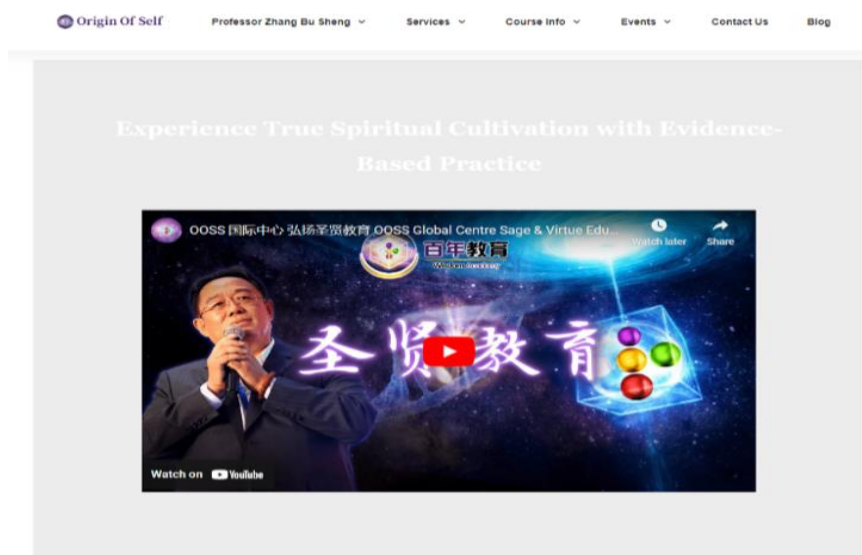 Origin Of Self
Professor Zhang Bu Sheng
Services
Course Info
Events
Contact Us
Blog
Experience True Spiritual Cultivation with Evidence-
Based Practice
OOSS 国际中心 弘扬圣贤教育 OOSS Global Centre Sage & Virtue Edu...
Watch later
Share
百年教育
Wisdom Academy
圣贤教育
Watch on YouTube